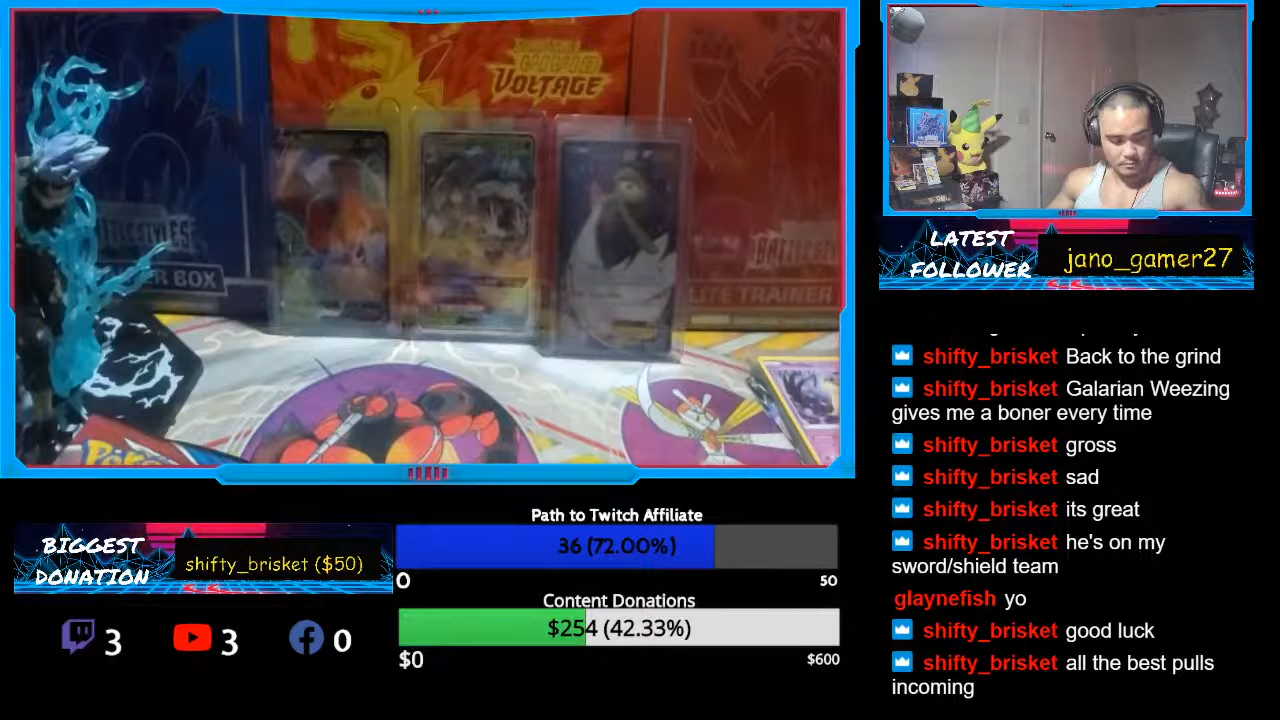 VIVID
VOLTAGE
BATTLE STYLES
R BOX
LITE TRAINER
LATEST
FOLLOWER
jano_gamer27
shifty_brisket Back to the grind
shifty_brisket Galarian Weezing
gives me a boner every time
shifty_brisket gross
shifty_brisket sad
shifty_brisket its great
shifty_brisket he's on my
sword/shield team
glaynefish yo
shifty_brisket good luck
shifty_brisket all the best pulls
incoming
Path to Twitch Affiliate
36 (72.00%)
0
50
BIGGEST
DONATION
shifty_brisket ($50)
Content Donations
$254 (42.33%)
$0
$600
3
3
0